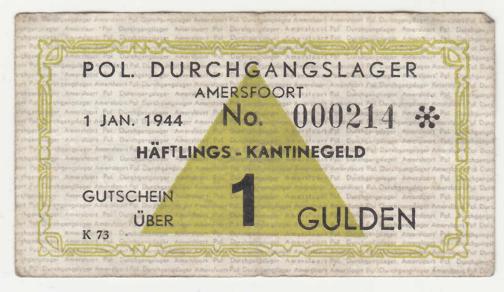 POL. DURCHGANGSLAGER
AMERSFOORT
1 JAN. 1944 No. 000214 ✻
HÄFTLINGS - KANTINEGELD
GUTSCHEIN
ÜBER 1 GULDEN
K 73